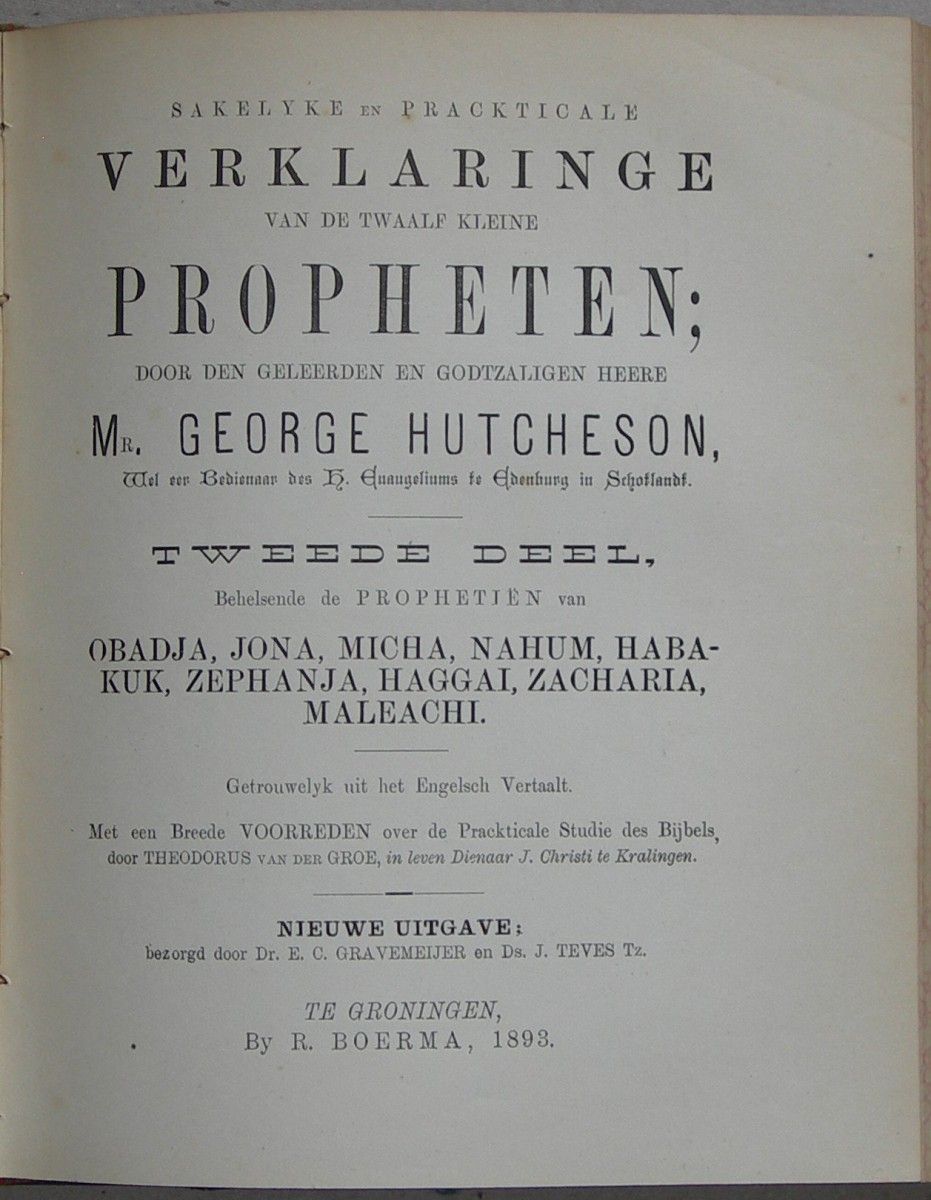 SAKELYKE EN PRACKTICALE
VERKLARINGE
VAN DE TWAALF KLEINE
PROPHETEN;
DOOR DEN GELEERDEN EN GODTZALIGEN HEERE
MR. GEORGE HUTCHESON,
Wel eer Bedienaar des H. Euangeliums te Edenburg in Schotlandt.
TWEEDE DEEL,
Behelsende de PROPHETIËN van
OBADJA, JONA, MICHA, NAHUM, HABA-
KUK, ZEPHANJA, HAGGAI, ZACHARIA,
MALEACHI.
Getrouwelyk uit het Engelsch Vertaalt.
Met een Breede VOORREDEN over de Prackticale Studie des Bijbels,
door THEODORUS VAN DER GROE, in leven Dienaar J. Christi te Kralingen.
NIEUWE UITGAVE;
bezorgd door Dr. E. C. GRAVEMEIJER en Ds. J. TEVES Tz.
TE GRONINGEN,
By R. BOERMA, 1893.